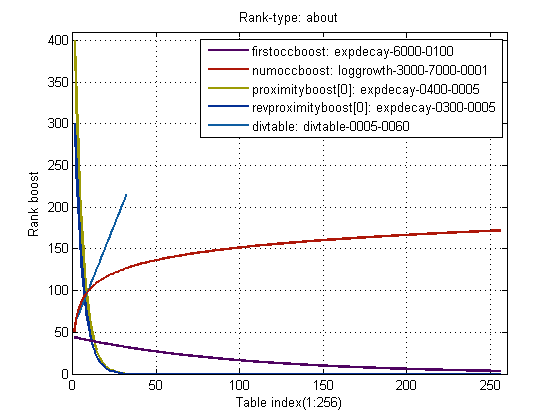 Rank-type: about
400
350
300
250
200
150
100
50
0
Rank boost
firstoccboost: expdecay-6000-0100
numoccboost: loggrowth-3000-7000-0001
proximityboost[0]: expdecay-0400-0005
revproximityboost[0]: expdecay-0300-0005
divtable: divtable-0005-0060
0 50 100 150 200 250
Table index(1:256)